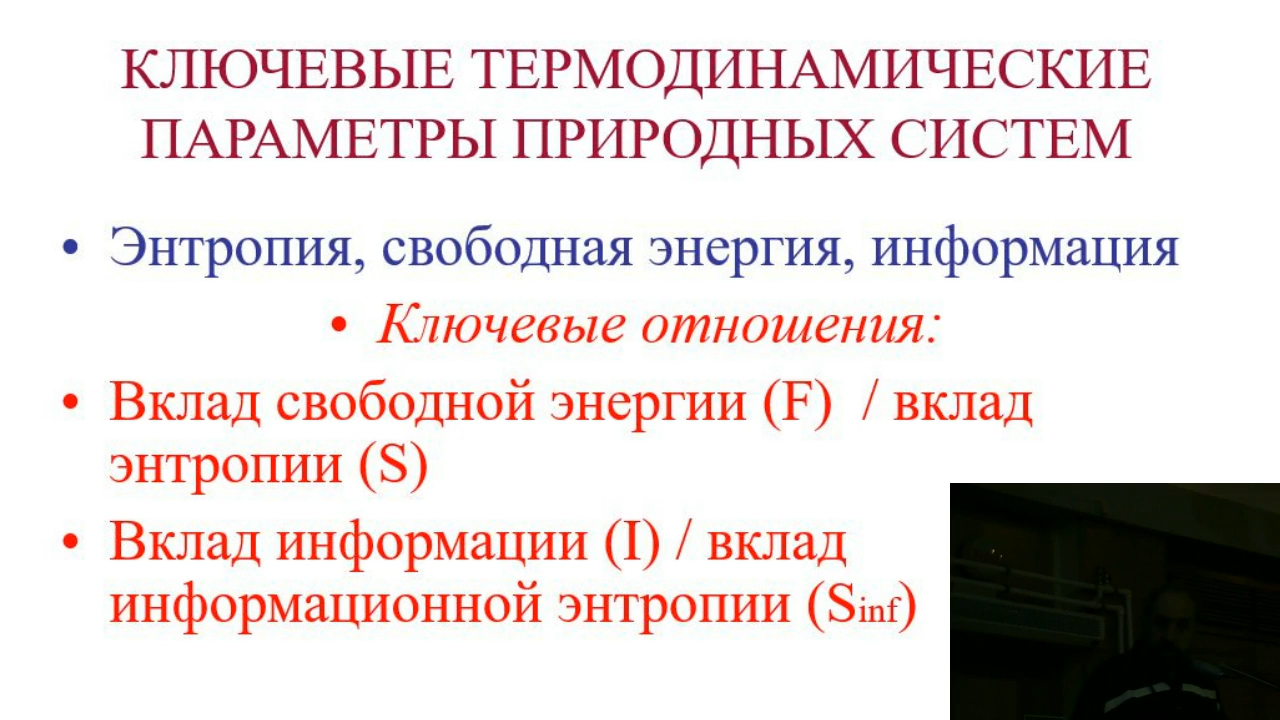 КЛЮЧЕВЫЕ ТЕРМОДИНАМИЧЕСКИЕ
ПАРАМЕТРЫ ПРИРОДНЫХ СИСТЕМ
• Энтропия, свободная энергия, информация
• Ключевые отношения:
• Вклад свободной энергии (F) / вклад
энтропии (S)
• Вклад информации (I) / вклад
информационной энтропии (Sinf)